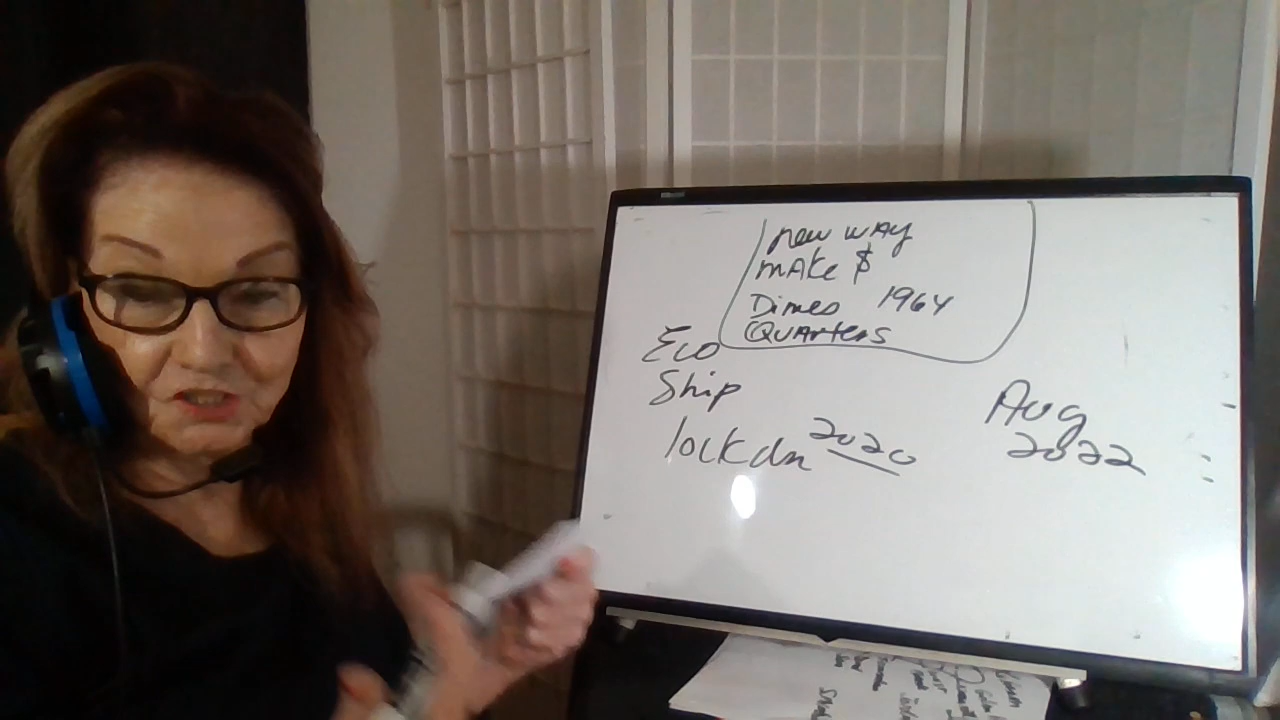 new way
make $
Dimes 1964
Quarters
Eco
Ship
lockdn 2020
Aug
2022